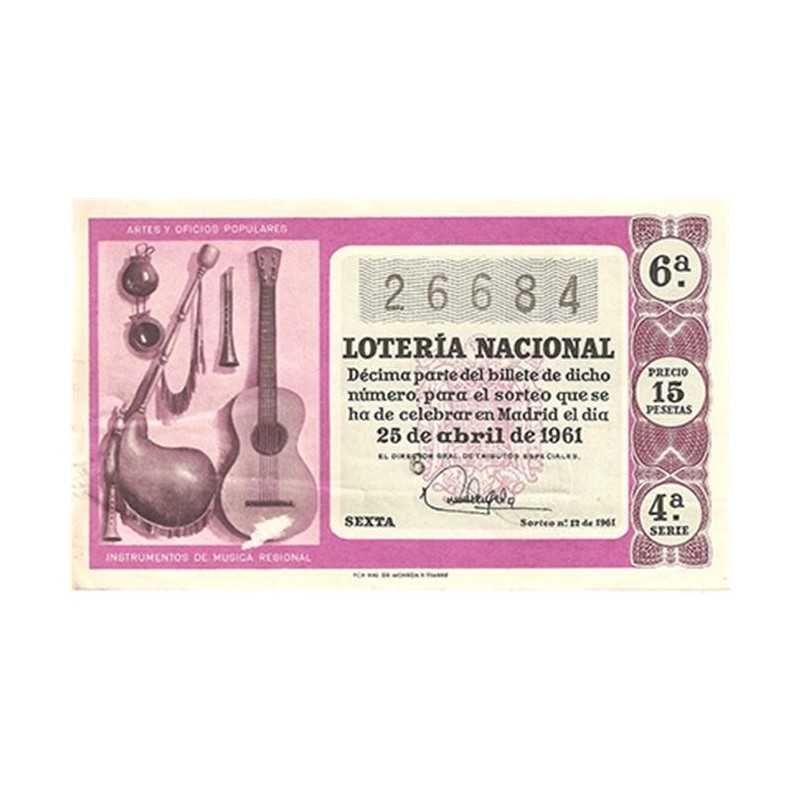 ARTES Y OFICIOS POPULARES
INSTRUMENTOS DE MUSICA REGIONAL
26684
LOTERÍA NACIONAL
Décima parte del billete de dicho
número, para el sorteo que se
ha de celebrar en Madrid el día
25 de abril de 1961
EL DIRECTOR GRAL. DE TRIBUTOS ESPECIALES,
6
SEXTA
Sorteo n.º 12 de 1961
6ª
PRECIO
15
PESETAS
4ª
SERIE